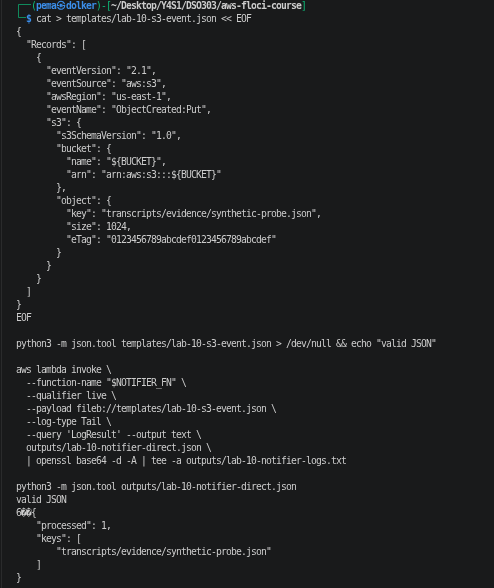 ┌──(pema㉿dolker)-[~/Desktop/Y4S1/DSO303/aws-floci-course]
└─$ cat > templates/lab-10-s3-event.json << EOF
{
  "Records": [
    {
      "eventVersion": "2.1",
      "eventSource": "aws:s3",
      "awsRegion": "us-east-1",
      "eventName": "ObjectCreated:Put",
      "s3": {
        "s3SchemaVersion": "1.0",
        "bucket": {
          "name": "${BUCKET}",
          "arn": "arn:aws:s3:::${BUCKET}"
        },
        "object": {
          "key": "transcripts/evidence/synthetic-probe.json",
          "size": 1024,
          "eTag": "0123456789abcdef0123456789abcdef"
        }
      }
    }
  ]
}
EOF

python3 -m json.tool templates/lab-10-s3-event.json > /dev/null && echo "valid JSON"

aws lambda invoke \
  --function-name "$NOTIFIER_FN" \
  --qualifier live \
  --payload fileb://templates/lab-10-s3-event.json \
  --log-type Tail \
  --query 'LogResult' --output text \
  outputs/lab-10-notifier-direct.json \
  | openssl base64 -d -A | tee -a outputs/lab-10-notifier-logs.txt

python3 -m json.tool outputs/lab-10-notifier-direct.json
valid JSON
6��{
    "processed": 1,
    "keys": [
        "transcripts/evidence/synthetic-probe.json"
    ]
}